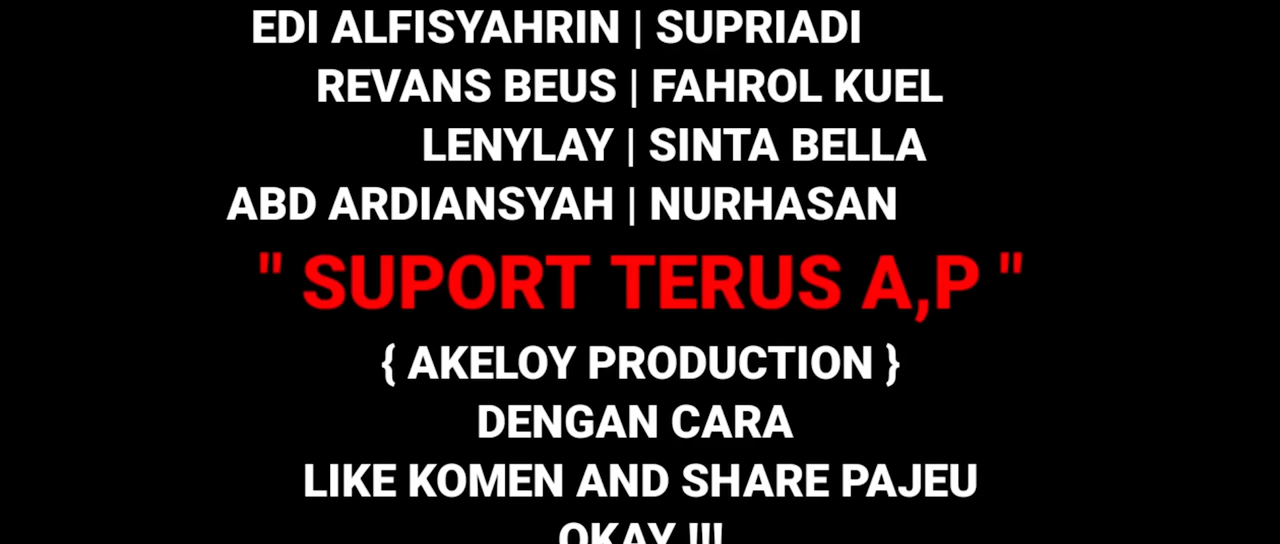 EDI ALFISYAHRIN | SUPRIADI
REVANS BEUS | FAHROL KUEL
LENYLAY | SINTA BELLA
ABD ARDIANSYAH | NURHASAN
" SUPORT TERUS A,P "
{ AKELOY PRODUCTION }
DENGAN CARA
LIKE KOMEN AND SHARE PAJEU
OKAY !!!!